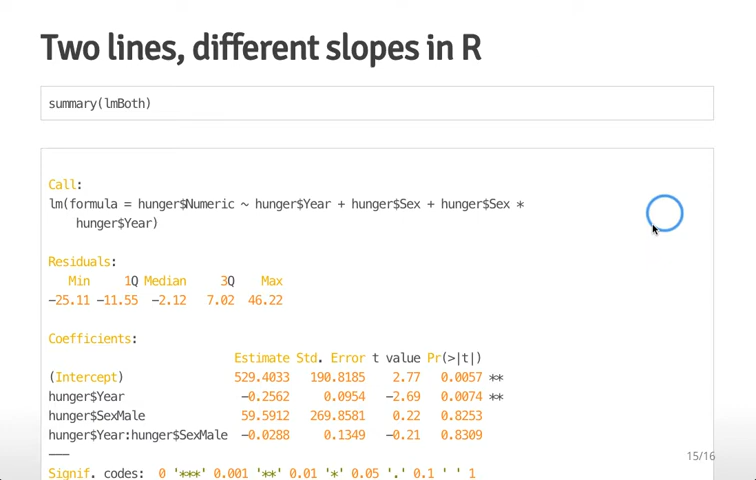 Two lines, different slopes in R
summary(lmBoth)
Call:
lm(formula = hunger$Numeric ~ hunger$Year + hunger$Sex + hunger$Sex *
hunger$Year)
Residuals:
Min 1Q Median 3Q Max
-25.11 -11.55 -2.12 7.02 46.22
Coefficients:
Estimate Std. Error t value Pr(>|t|)
(Intercept) 529.4033 190.8185 2.77 0.0057 **
hunger$Year -0.2562 0.0954 -2.69 0.0074 **
hunger$SexMale 59.5912 269.8581 0.22 0.8253
hunger$Year:hunger$SexMale -0.0288 0.1349 -0.21 0.8309
---
15/16
Signif. codes: 0 '***' 0.001 '**' 0.01 '*' 0.05 '.' 0.1 ' ' 1